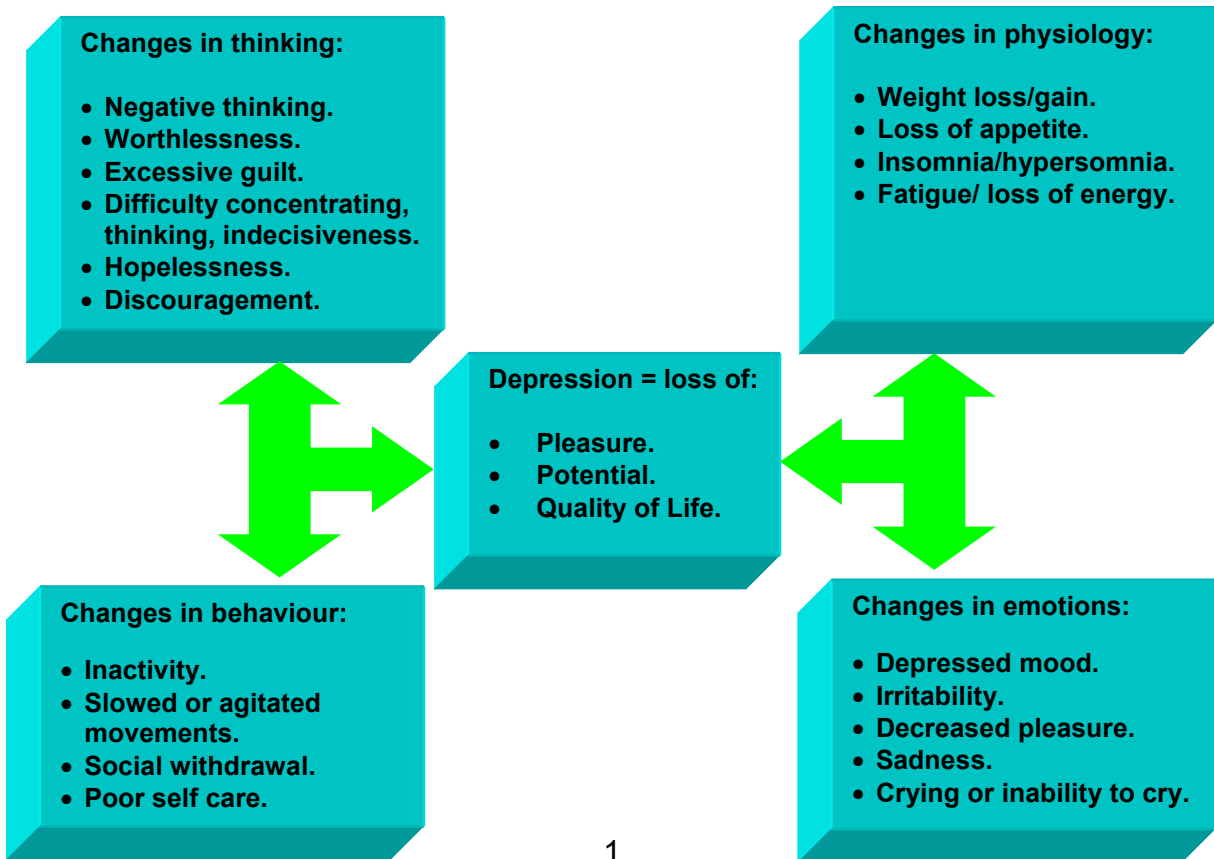 Changes in thinking:
• Negative thinking.
• Worthlessness.
• Excessive guilt.
• Difficulty concentrating,
thinking, indecisiveness.
• Hopelessness.
• Discouragement.
Changes in physiology:
• Weight loss/gain.
• Loss of appetite.
• Insomnia/hypersomnia.
• Fatigue/ loss of energy.
Depression = loss of:
• Pleasure.
• Potential.
• Quality of Life.
Changes in behaviour:
• Inactivity.
• Slowed or agitated
movements.
• Social withdrawal.
• Poor self care.
Changes in emotions:
• Depressed mood.
• Irritability.
• Decreased pleasure.
• Sadness.
• Crying or inability to cry.
1